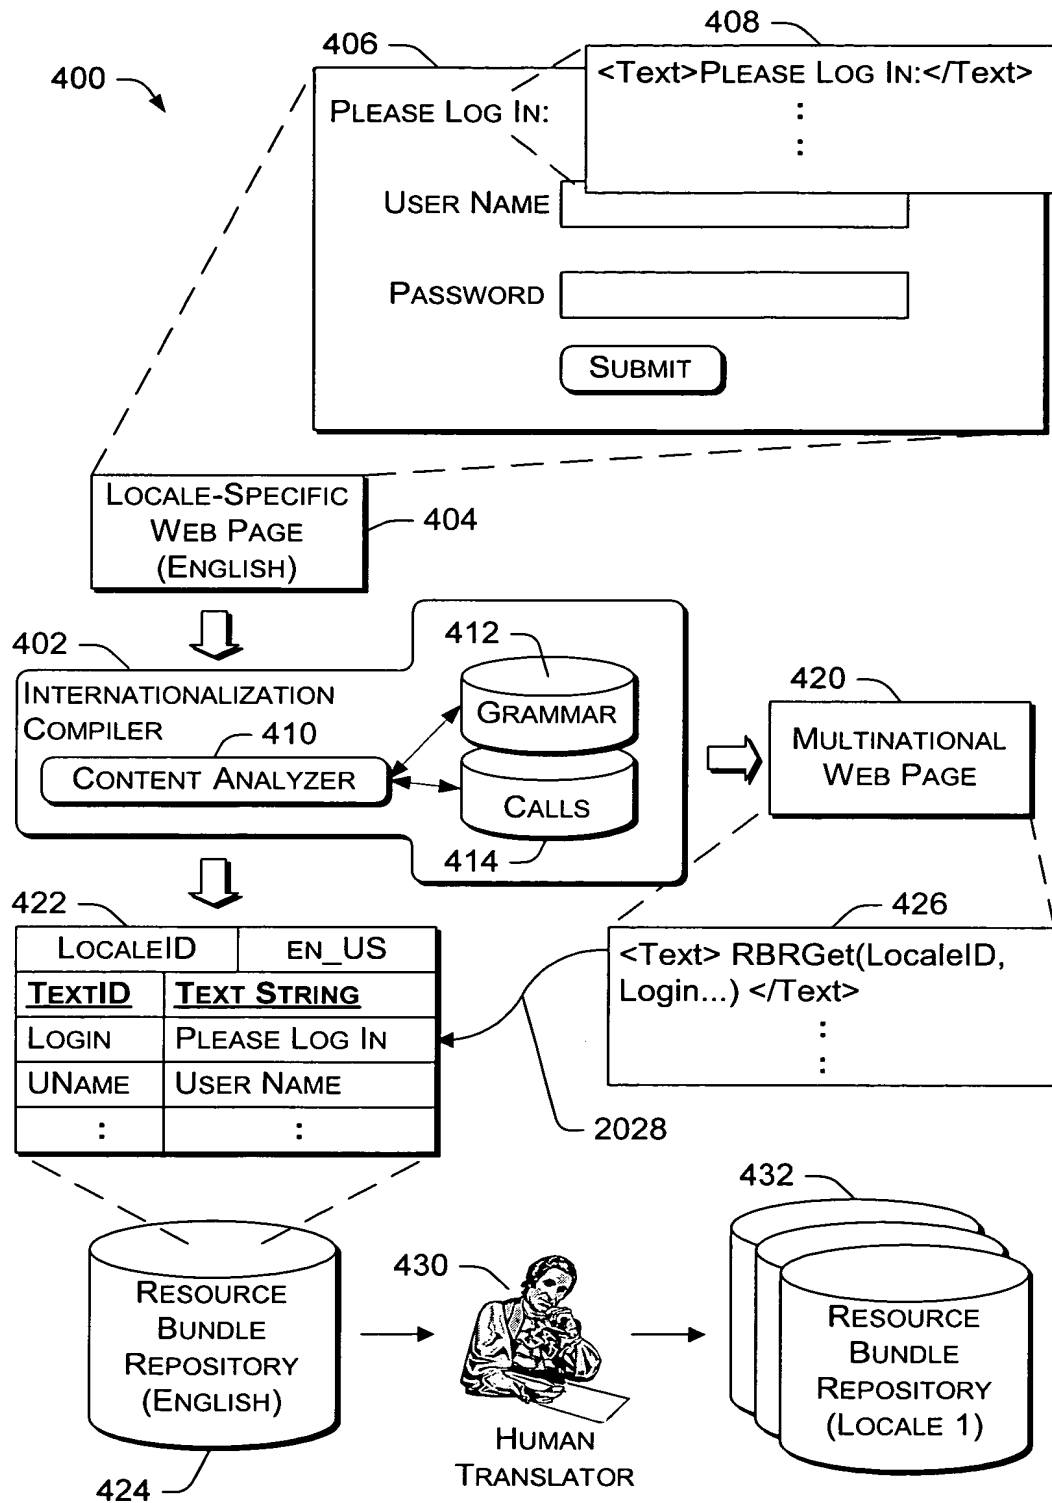 400
406
408
<Text>PLEASE LOG IN:</Text>
:
:
PLEASE LOG IN:
USER NAME
PASSWORD
SUBMIT
LOCALE-SPECIFIC
WEB PAGE
(ENGLISH)
404
402
INTERNATIONALIZATION
COMPILER
410
CONTENT ANALYZER
412
GRAMMAR
CALLS
414
420
MULTINATIONAL
WEB PAGE
422
LOCALEID EN_US
TEXTID TEXT STRING
LOGIN PLEASE LOG IN
UNAME USER NAME
: :
426
<Text> RBRGet(LocaleID,
Login...) </Text>
:
:
2028
RESOURCE
BUNDLE
REPOSITORY
(ENGLISH)
424
430
HUMAN
TRANSLATOR
432
RESOURCE
BUNDLE
REPOSITORY
(LOCALE 1)